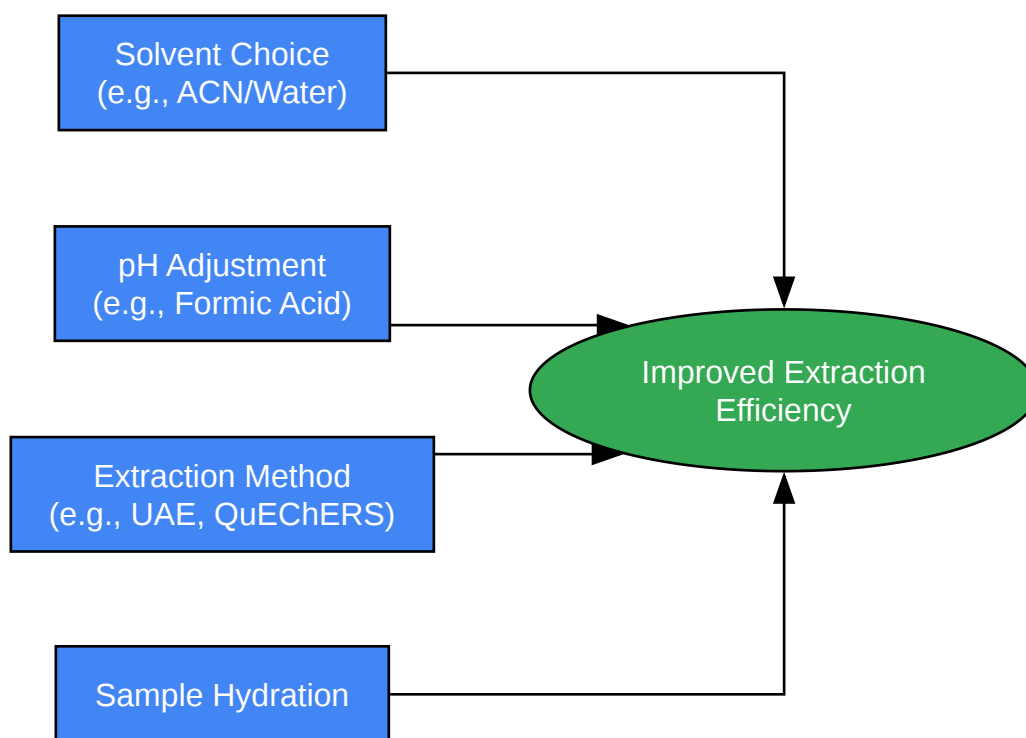 Solvent Choice
(e.g., ACN/Water)
pH Adjustment
(e.g., Formic Acid)
Improved Extraction
Efficiency
Extraction Method
(e.g., UAE, QuEChERS)
Sample Hydration